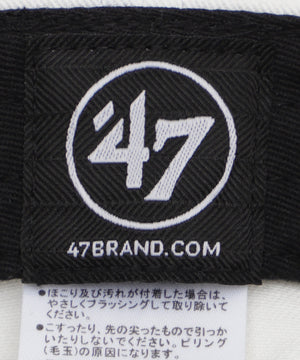 '47
47BRAND.COM
●ほこり及び汚れが付着した場合は、
やさしくブラッシングして取り除いて
ください。
●こすったり、先の尖ったもので引っか
いたりしないでください。ピリング
(毛玉)の原因になります。